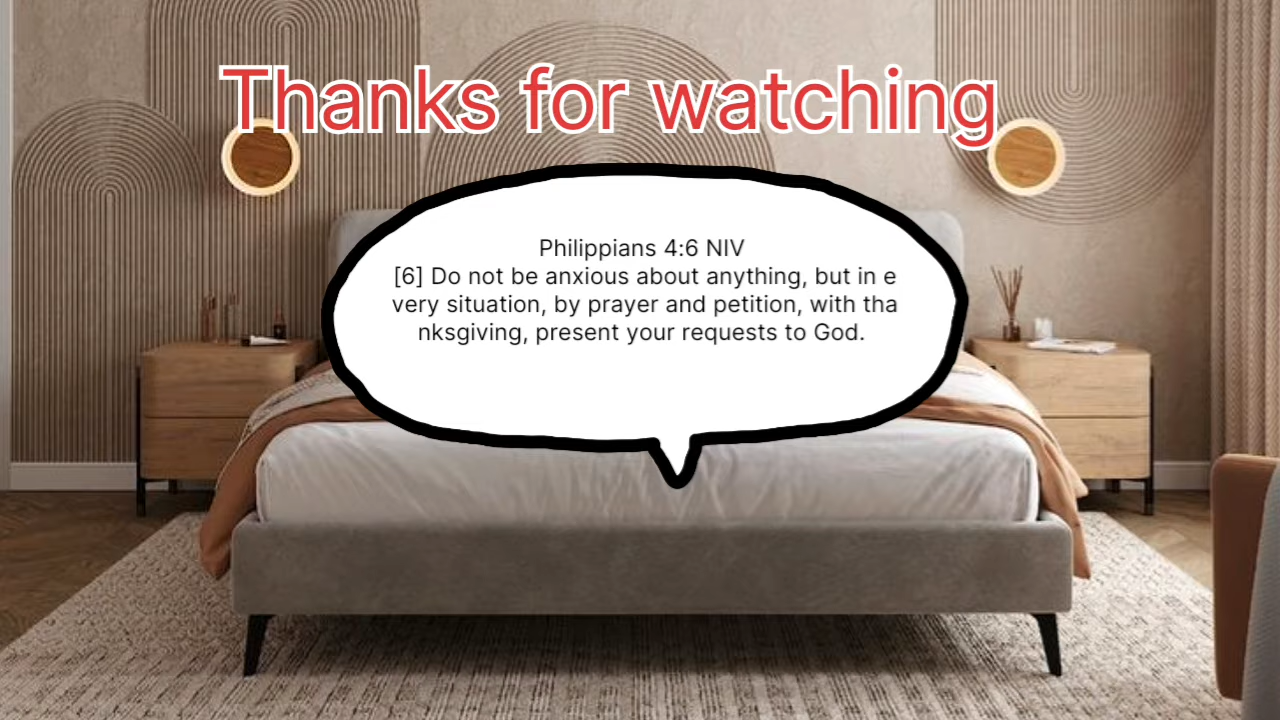 Thanks for watching
Philippians 4:6 NIV
[6] Do not be anxious about anything, but in e
very situation, by prayer and petition, with tha
nksgiving, present your requests to God.